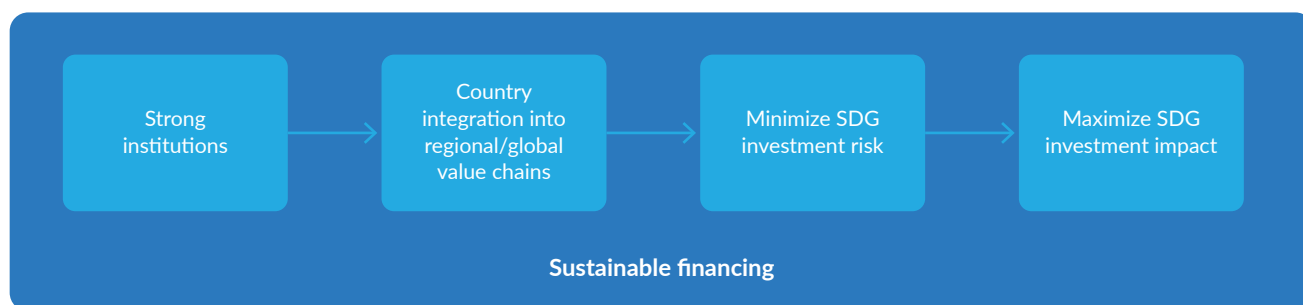 Strong
institutions
Country
integration into
regional/global
value chains
Minimize SDG
investment risk
Maximize SDG
investment impact
Sustainable financing